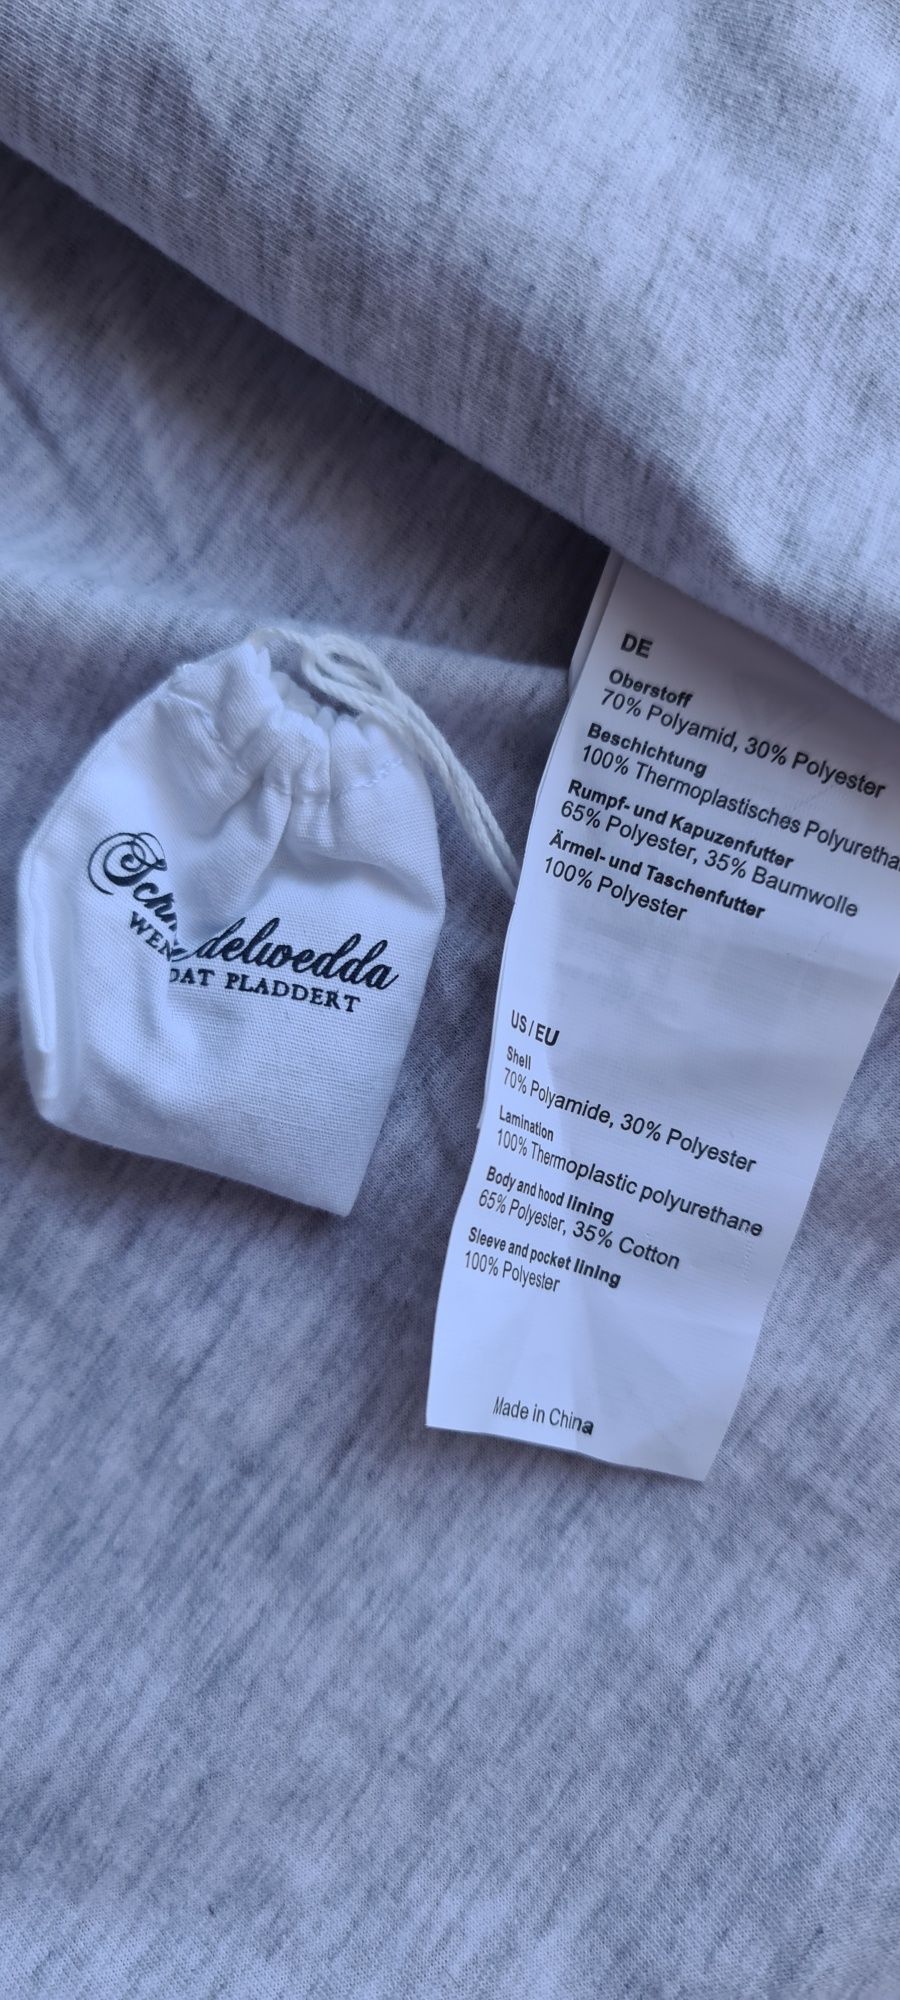 Schmuddelwedda
WENN
DAT PLADDERT
DE
Oberstoff
70% Polyamid, 30% Polyester
Beschichtung
100% Thermoplastisches Polyuretha
Rumpf- und Kapuzenfutter
65% Polyester, 35% Baumwolle
Ärmel- und Taschenfutter
100% Polyester
US / EU
Shell
70% Polyamide, 30% Polyester
Lamination
100% Thermoplastic polyurethane
Body and hood lining
65% Polyester, 35% Cotton
Sleeve and pocket lining
100% Polyester
Made in China